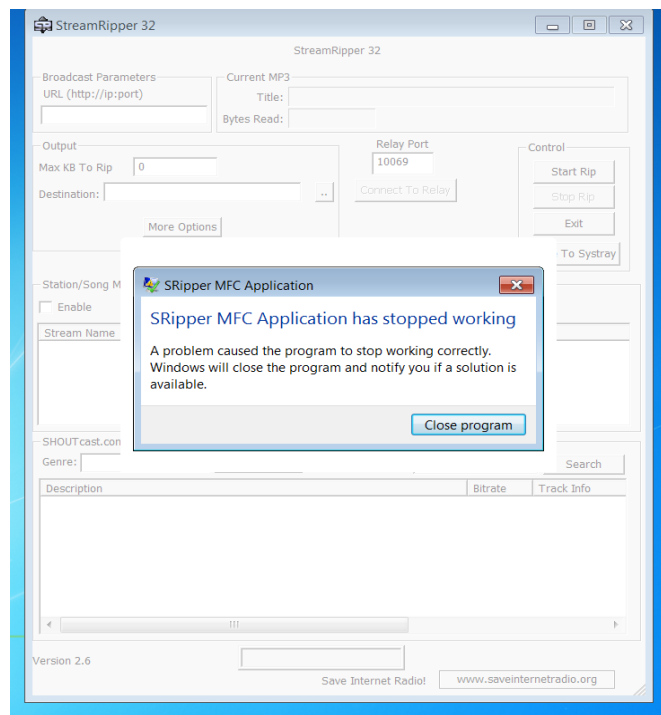 StreamRipper 32
StreamRipper 32
Broadcast Parameters
URL (http://ip:port)
Current MP3
Title:
Bytes Read:
Output
Max KB To Rip 0
Destination: ..
More Options
Relay Port
10069
Connect To Relay
Control
Start Rip
Stop Rip
Exit
To Systray
Station/Song M
Enable
Stream Name
SRipper MFC Application
SRipper MFC Application has stopped working
A problem caused the program to stop working correctly.
Windows will close the program and notify you if a solution is
available.
Close program
SHOUTcast.con
Genre:
Search
Description Bitrate Track Info
Version 2.6
Save Internet Radio! www.saveinternetradio.org